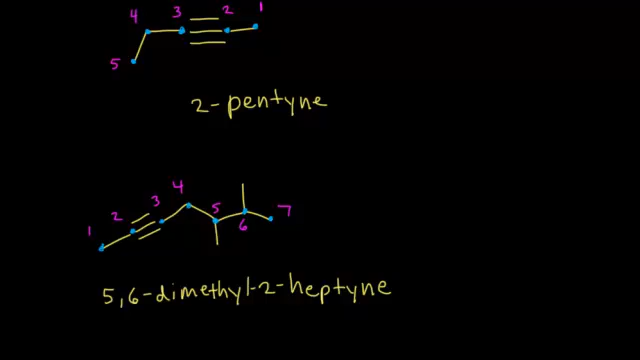 4 3 2 1
5
2-pentyne
1 2 3 4 5 6 7
5,6-dimethyl-2-heptyne